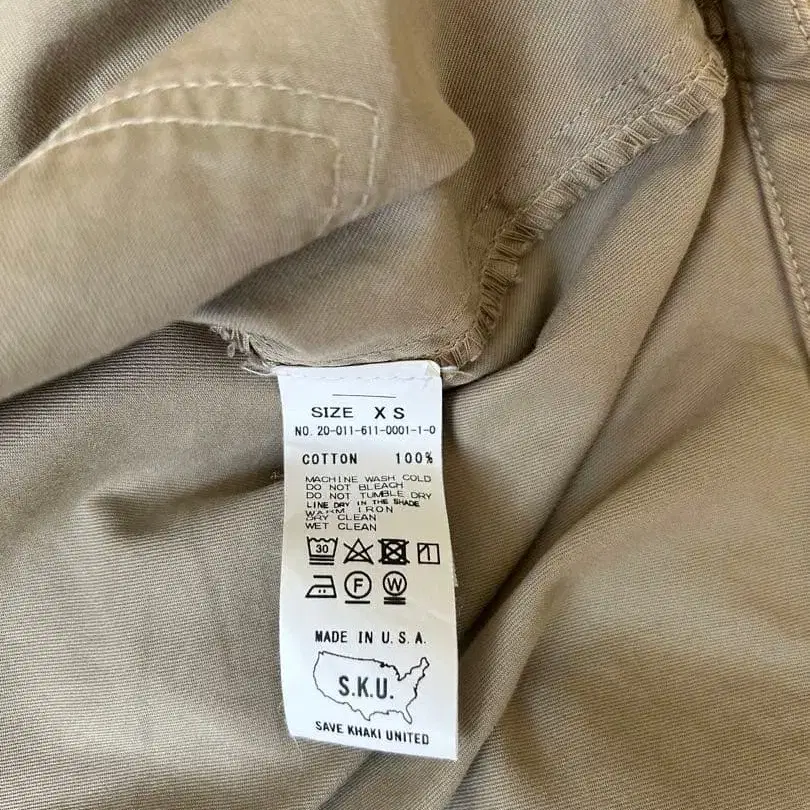 SIZE XS
NO. 20-011-611-0001-1-0
COTTON 100%
MACHINE WASH COLD
DO NOT BLEACH
DO NOT TUMBLE DRY
LINE DRY IN THE SHADE
WARM IRON
DRY CLEAN
WET CLEAN
30
F W
MADE IN U.S.A.
S.K.U.
SAVE KHAKI UNITED